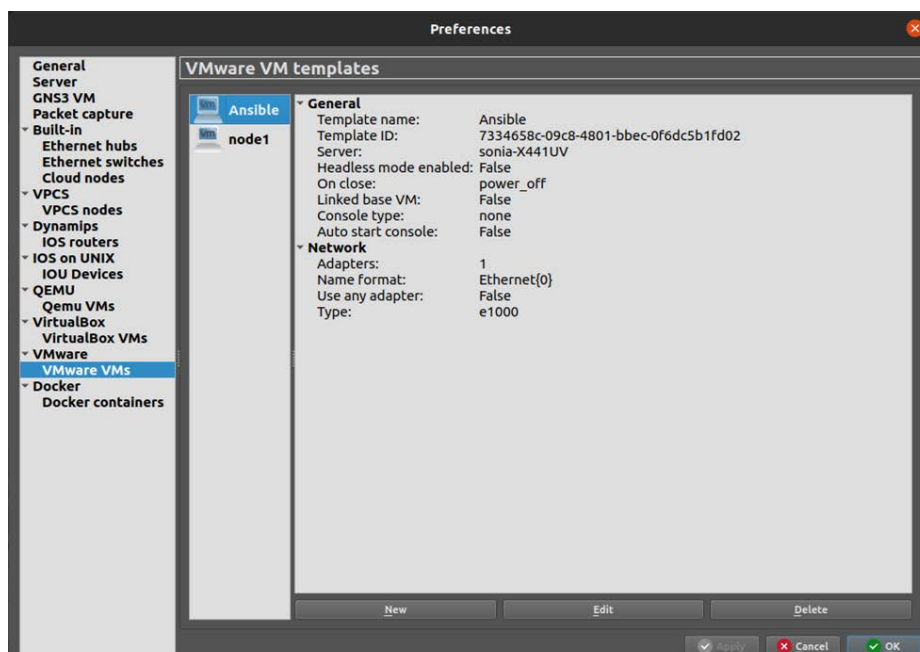 Preferences
General
Server
GNS3 VM
Packet capture
Built-in
Ethernet hubs
Ethernet switches
Cloud nodes
VPCS
VPCS nodes
Dynamips
IOS routers
IOS on UNIX
IOU Devices
QEMU
Qemu VMs
VirtualBox
VirtualBox VMs
VMware
VMware VMs
Docker
Docker containers
VMware VM templates
Vm Ansible
Vm node1
General
Template name: Ansible
Template ID: 7334658c-09c8-4801-bbec-0f6dc5b1fd02
Server: sonia-X441UV
Headless mode enabled: False
On close: power_off
Linked base VM: False
Console type: none
Auto start console: False
Network
Adapters: 1
Name format: Ethernet{0}
Use any adapter: False
Type: e1000
New Edit Delete
Apply Cancel OK